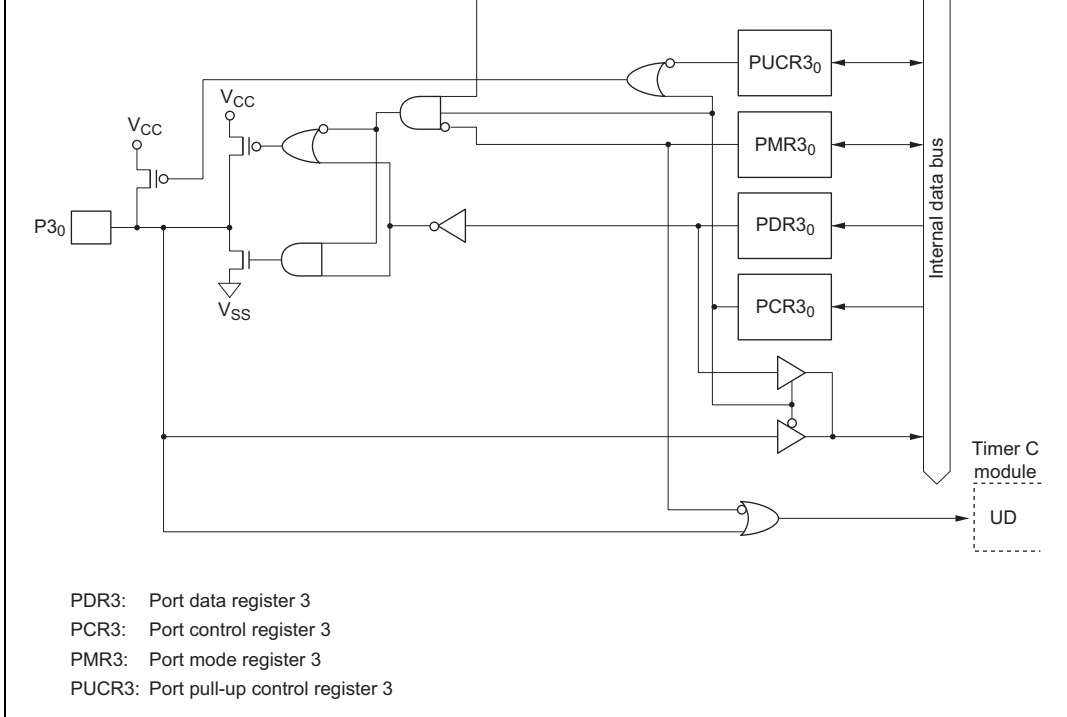 PUCR3₀
V_CC
V_CC
PMR3₀
P3₀
PDR3₀
Internal data bus
PCR3₀
V_SS
Timer C
module
UD
PDR3: Port data register 3
PCR3: Port control register 3
PMR3: Port mode register 3
PUCR3: Port pull-up control register 3